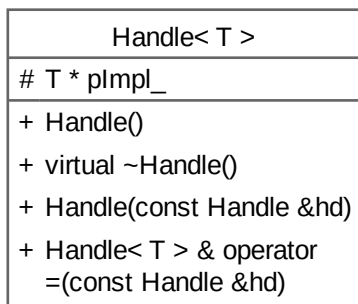 Handle< T >
# T * pImpl_
+ Handle()
+ virtual ~Handle()
+ Handle(const Handle &hd)
+ Handle< T > & operator
=(const Handle &hd)